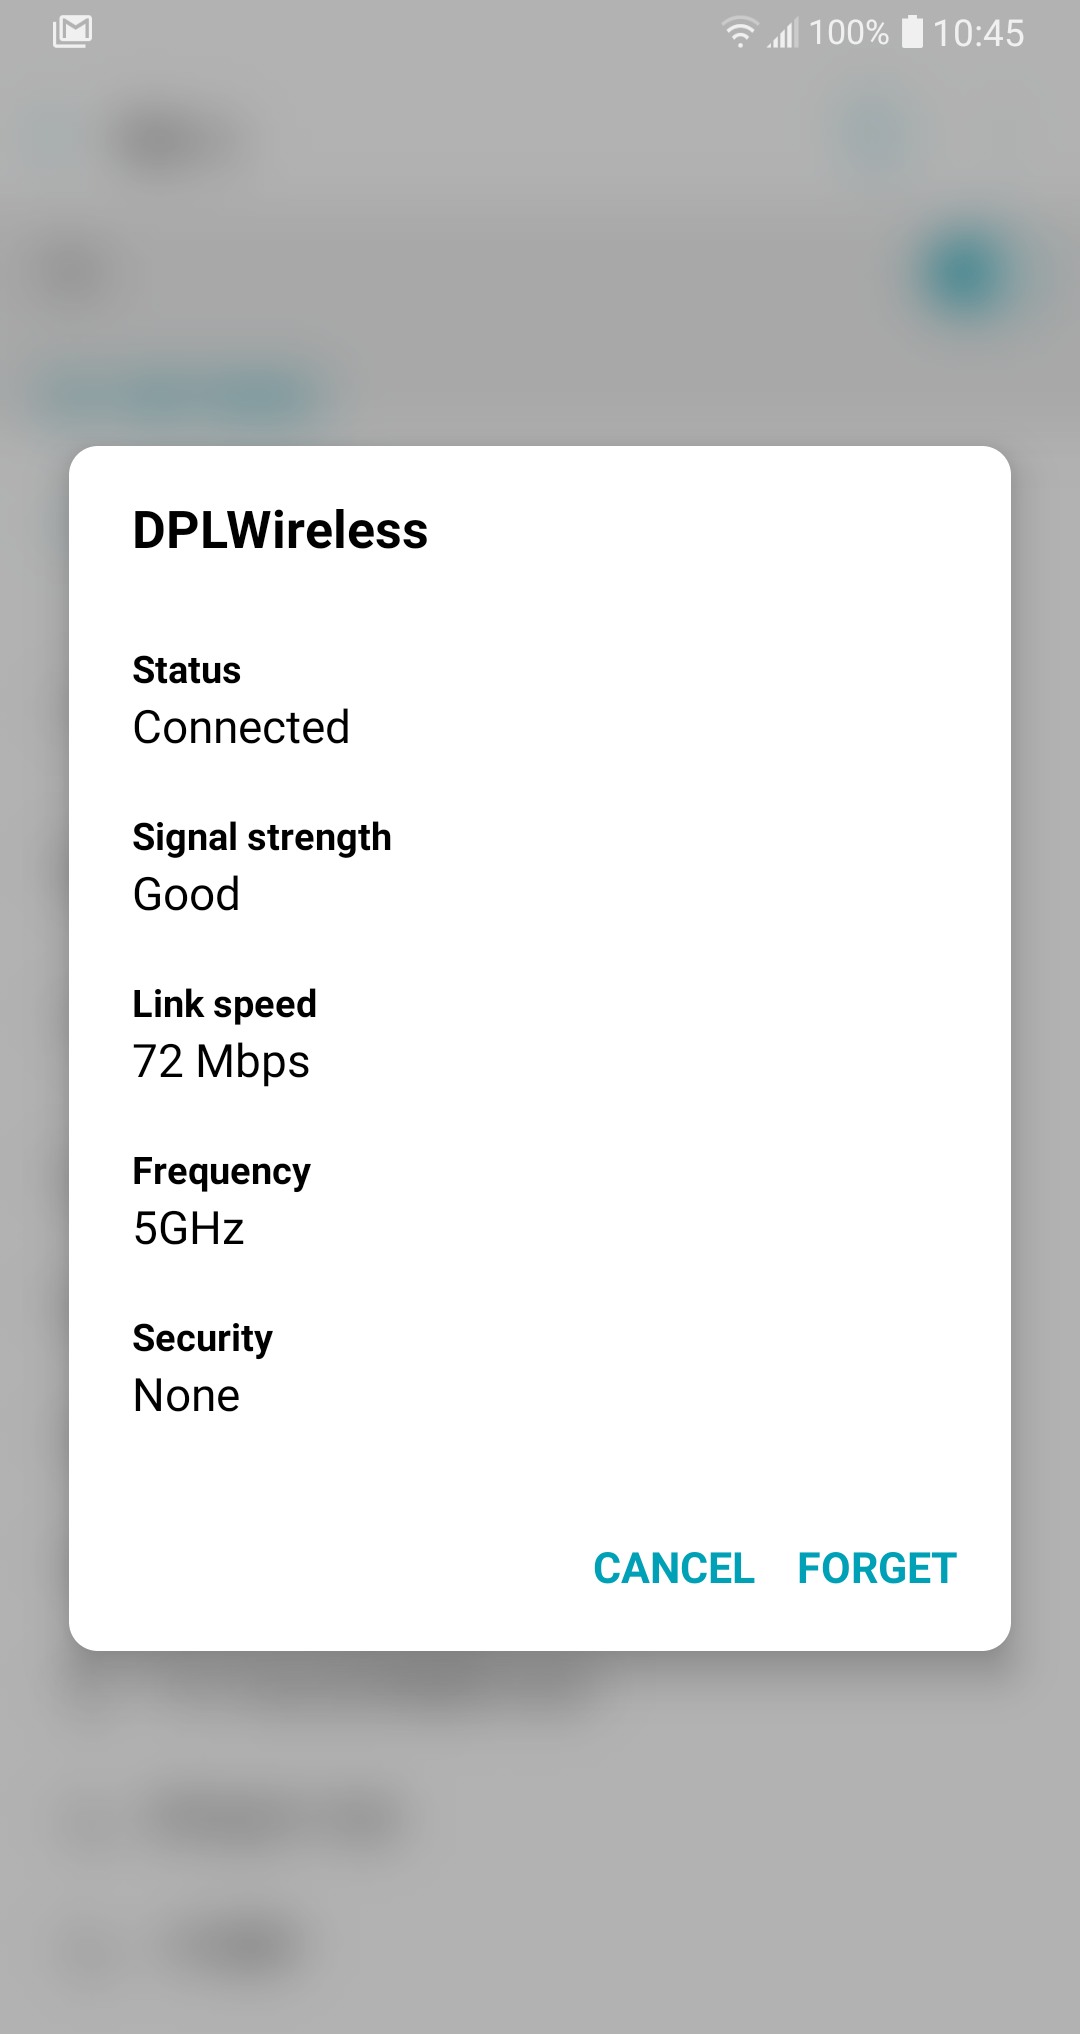 100% 10:45
DPLWireless
Status
Connected
Signal strength
Good
Link speed
72 Mbps
Frequency
5GHz
Security
None
CANCEL FORGET